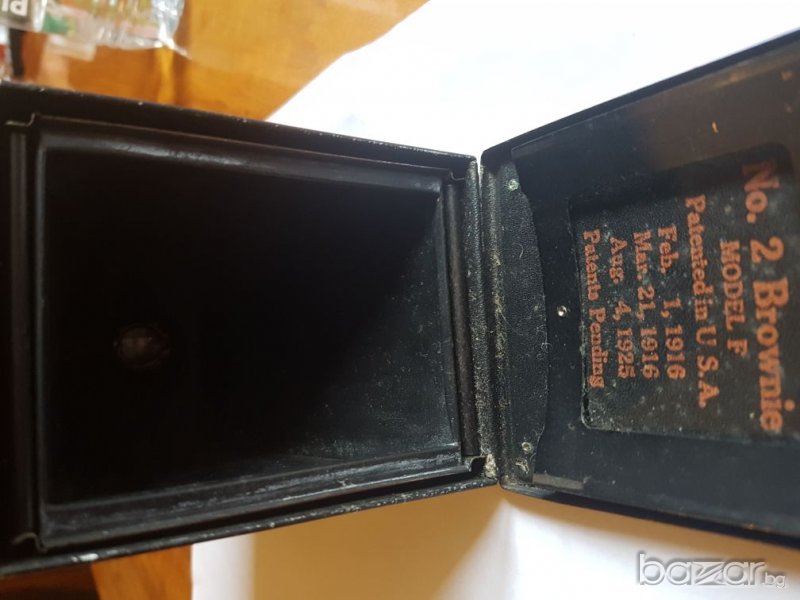 No. 2 Brownie
MODEL F
Patented in U.S.A.
Feb. 1, 1916
Mar. 21, 1916
Aug. 4, 1925
Patents Pending
bazar.bg